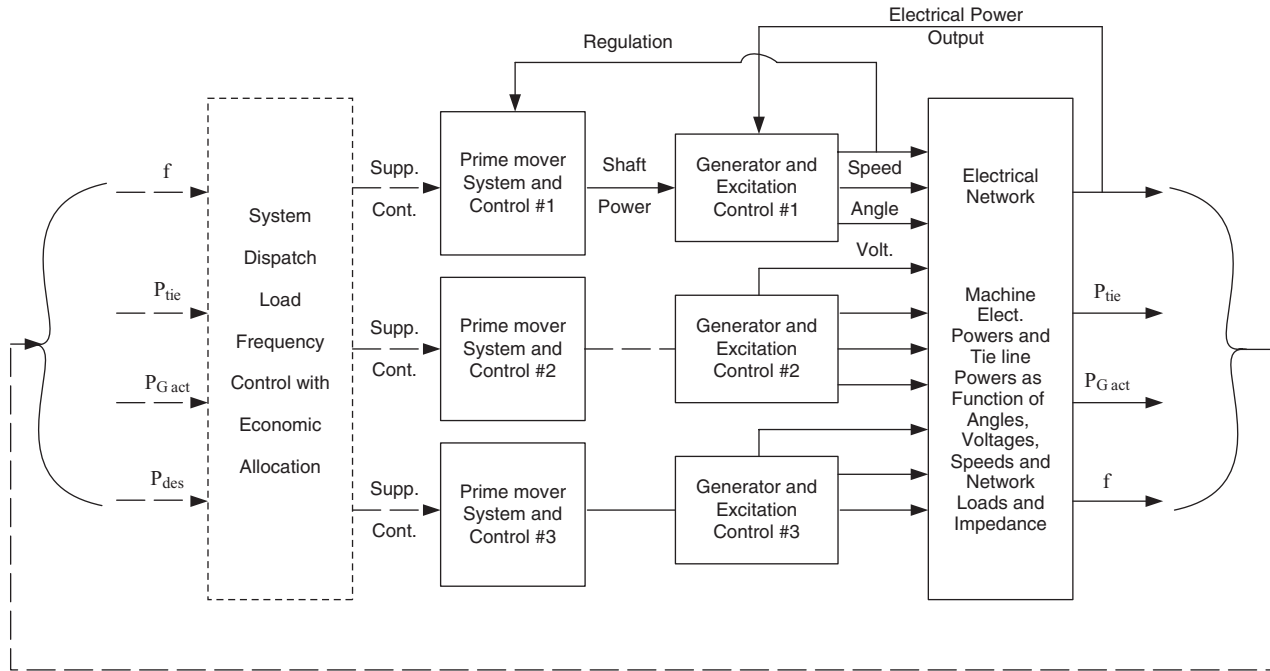 Electrical Power
Output
Regulation
f
P_tie
P_G act
P_des
System
Dispatch
Load
Frequency
Control with
Economic
Allocation
Supp.
Cont.
Prime mover
System and
Control #1
Shaft
Power
Generator and
Excitation
Control #1
Speed
Angle
Volt.
Supp.
Cont.
Prime mover
System and
Control #2
Generator and
Excitation
Control #2
Supp.
Cont.
Prime mover
System and
Control #3
Generator and
Excitation
Control #3
Electrical
Network
Machine
Elect.
Powers and
Tie line
Powers as
Function of
Angles,
Voltages,
Speeds and
Network
Loads and
Impedance
P_tie
P_G act
f